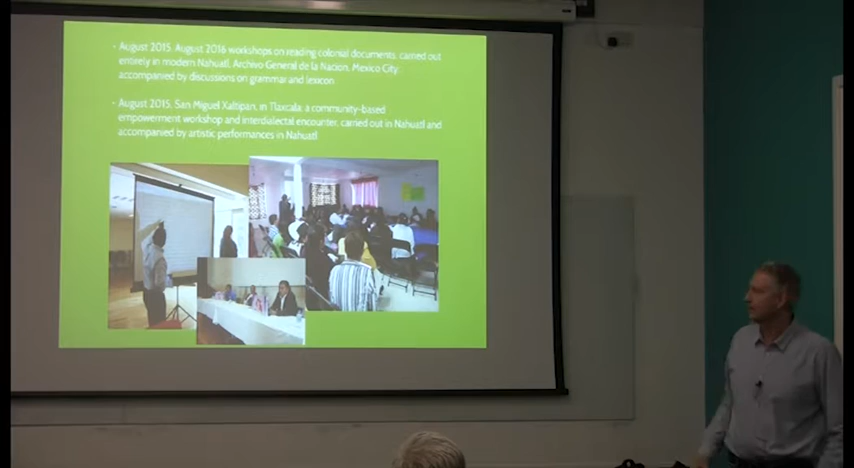 · August 2015, August 2016 workshops on reading colonial documents, carried out
entirely in modern Nahuatl, Archivo General de la Nacion, Mexico City
accompanied by discussions on grammar and lexicon
· August 2015, San Miguel Xaltipan, in Tlaxcala: a community-based
empowerment workshop and interdialectal encounter, carried out in Nahuatl and
accompanied by artistic performances in Nahuatl